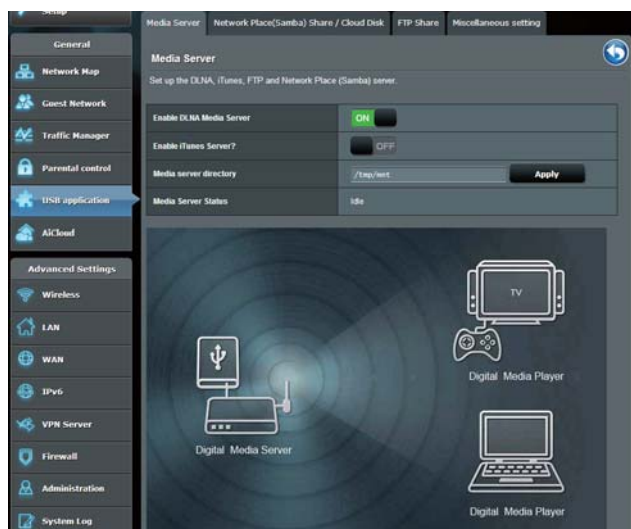 Setup
General
Network Map
Guest Network
Traffic Manager
Parental control
USB application
AiCloud
Advanced Settings
Wireless
LAN
WAN
IPv6
VPN Server
Firewall
Administration
System Log
Media Server
Network Place(Samba) Share / Cloud Disk
FTP Share
Miscellaneous setting
Media Server
Set up the DLNA, iTunes, FTP and Network Place (Samba) server.
Enable DLNA Media Server ON
Enable iTunes Server? OFF
Media server directory /tmp/mnt Apply
Media Server Status Idle
TV
Digital Media Player
Digital Media Server
Digital Media Player